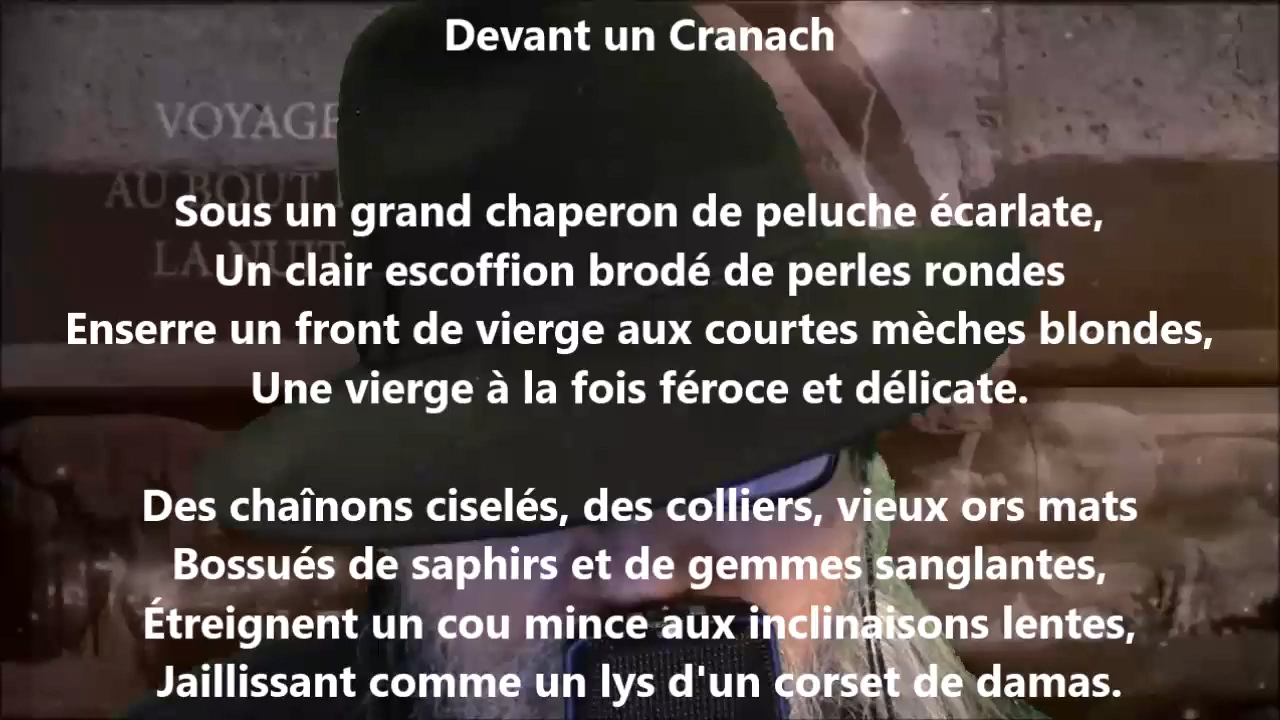 Devant un Cranach
VOYAGE
AU BOUT
LA NUIT
Sous un grand chaperon de peluche écarlate,
Un clair escoffion brodé de perles rondes
Enserre un front de vierge aux courtes mèches blondes,
Une vierge à la fois féroce et délicate.
Des chaînons ciselés, des colliers, vieux ors mats
Bossués de saphirs et de gemmes sanglantes,
Étreignent un cou mince aux inclinaisons lentes,
Jaillissant comme un lys d'un corset de damas.